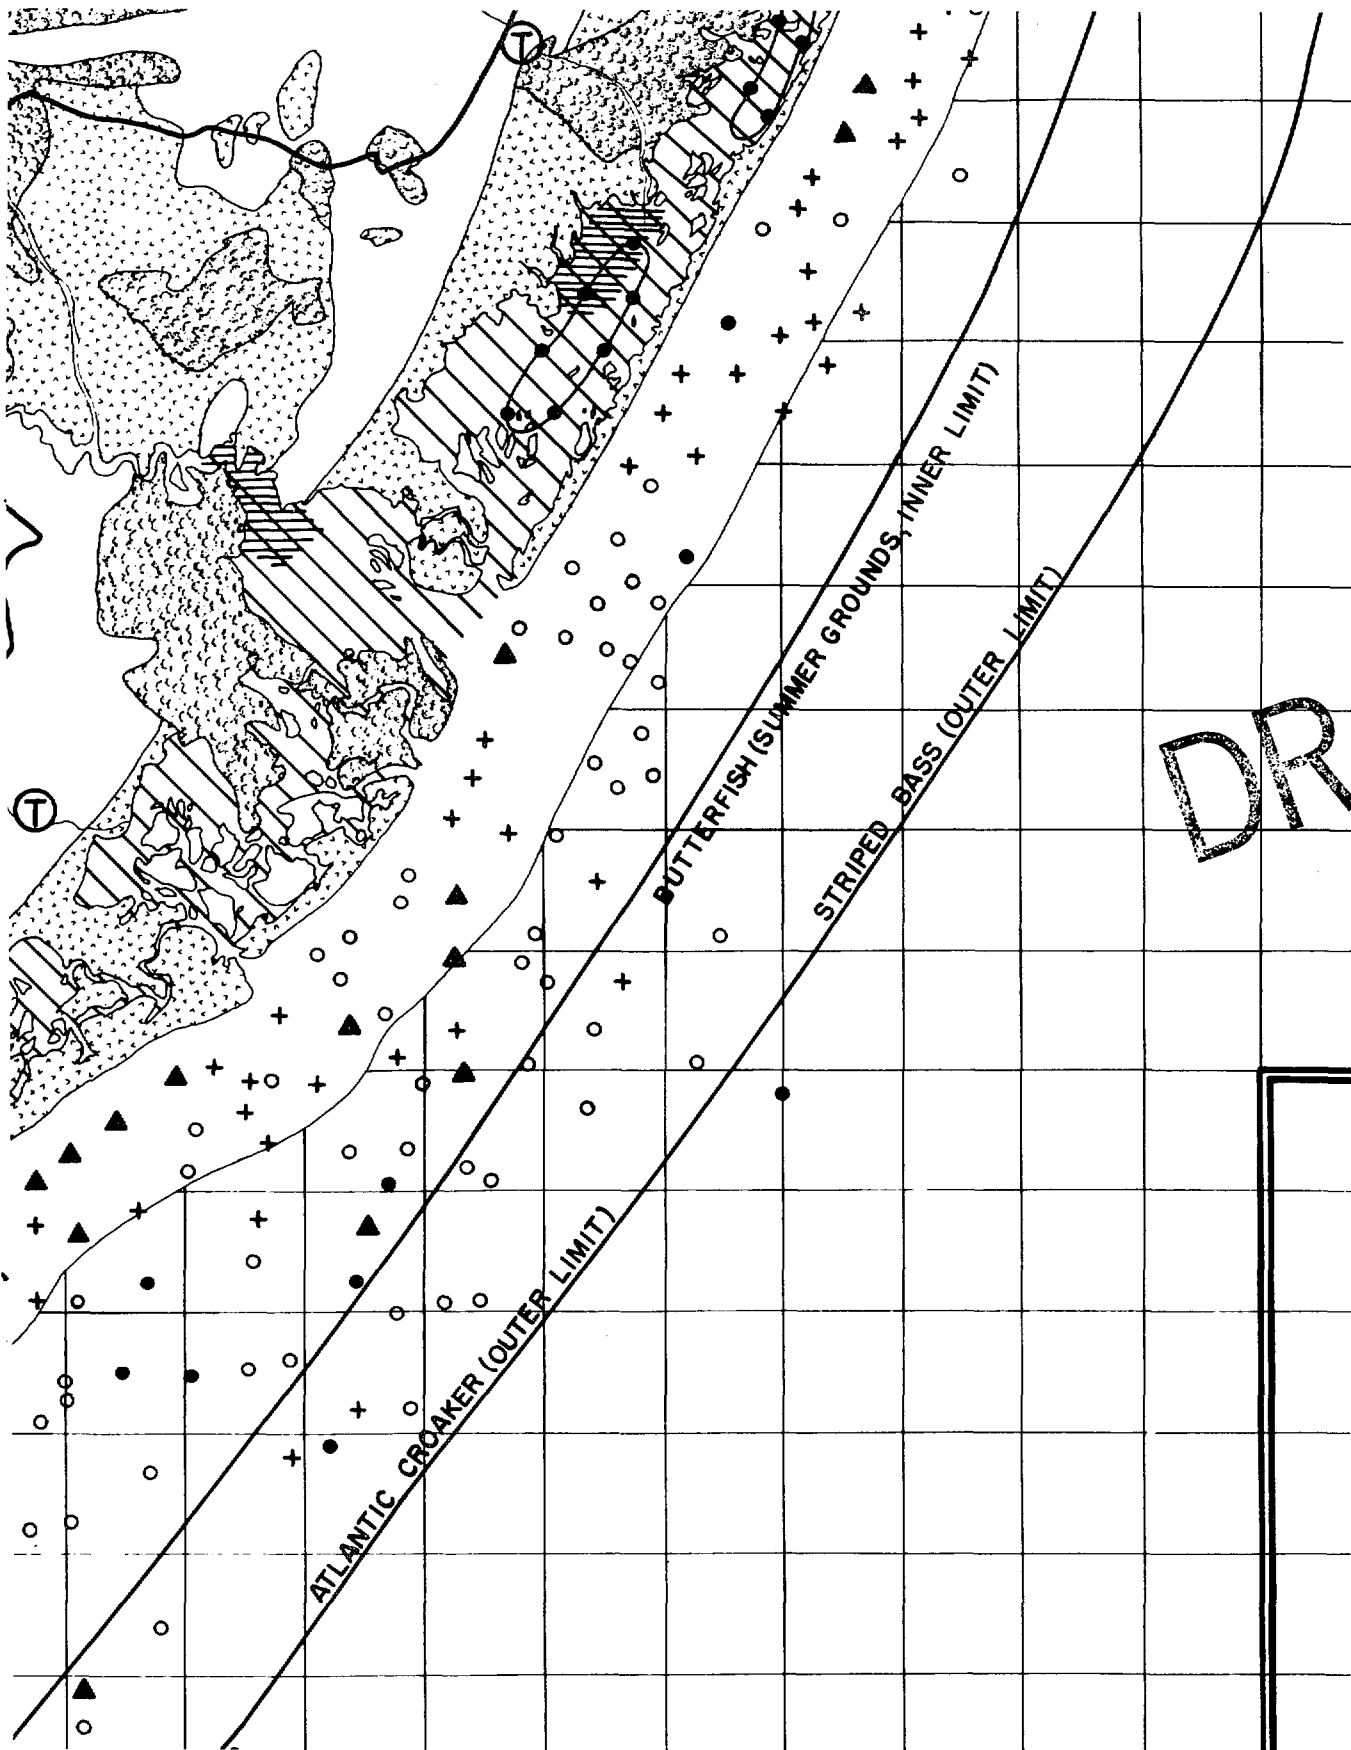 T
BUTTERFISH (SUMMER GROUNDS, INNER LIMIT)
STRIPED BASS (OUTER LIMIT)
DR
T
ATLANTIC CROAKER (OUTER LIMIT)